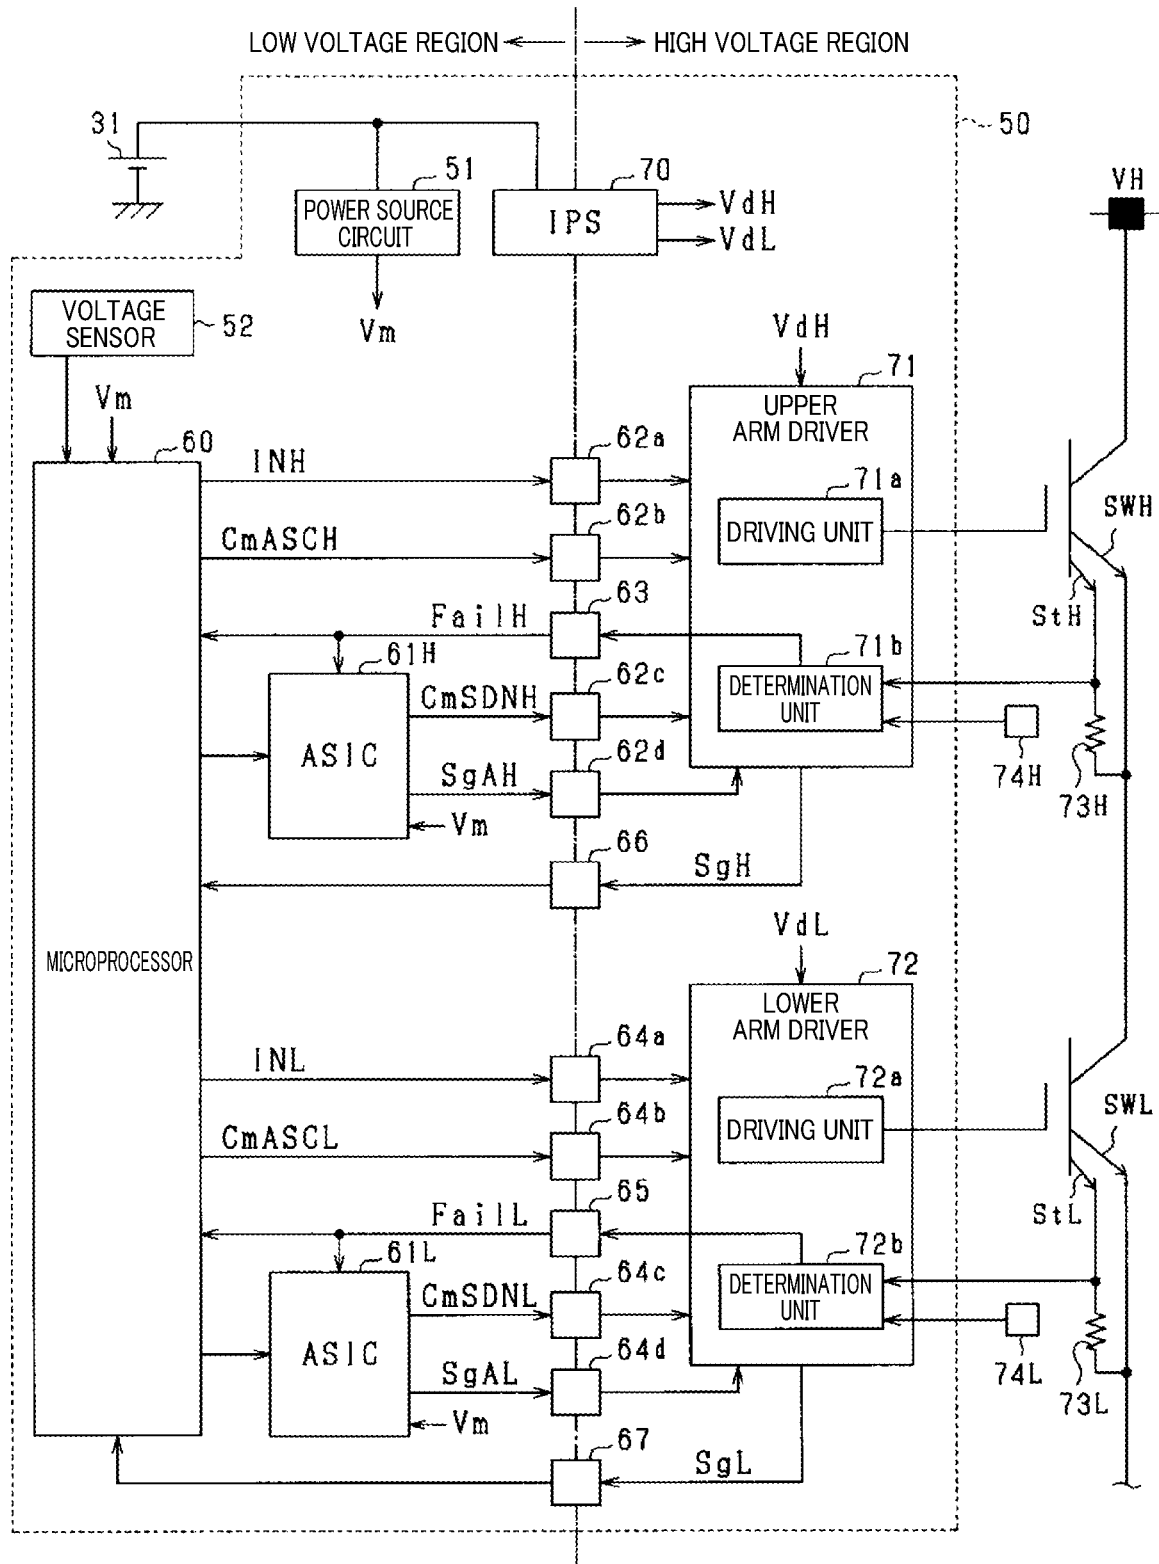 LOW VOLTAGE REGION
HIGH VOLTAGE REGION
50
31
51
70
VH
POWER SOURCE
CIRCUIT
IPS
VdH
VdL
VOLTAGE
SENSOR
52
Vm
VdH
Vm
60
71
UPPER
ARM DRIVER
INH
62a
71a
DRIVING UNIT
SWH
CmASCH
62b
StH
FailH
63
71b
61H
DETERMINATION
UNIT
CmSDNH
62c
ASIC
SgAH
62d
74H
73H
Vm
66
SgH
MICROPROCESSOR
VdL
72
LOWER
ARM DRIVER
INL
64a
72a
DRIVING UNIT
SWL
CmASCL
64b
StL
FailL
65
72b
61L
DETERMINATION
UNIT
CmSDNL
64c
ASIC
SgAL
64d
74L
73L
Vm
67
SgL